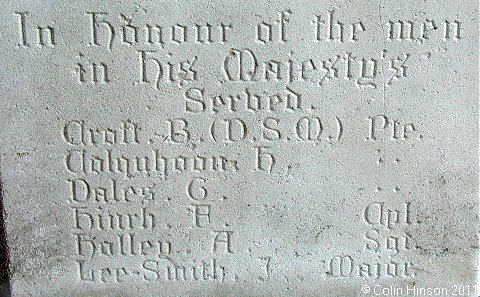 In Honour of the men
in His Majesty's
Served.
Croft. B. (D.S.M.) Pte.
Colquhoun. H. "
Dales. G. "
F. Cpl.
Holley. A. Sgt.
Lee-Smith. J. Major.
© Colin Hinson 2011